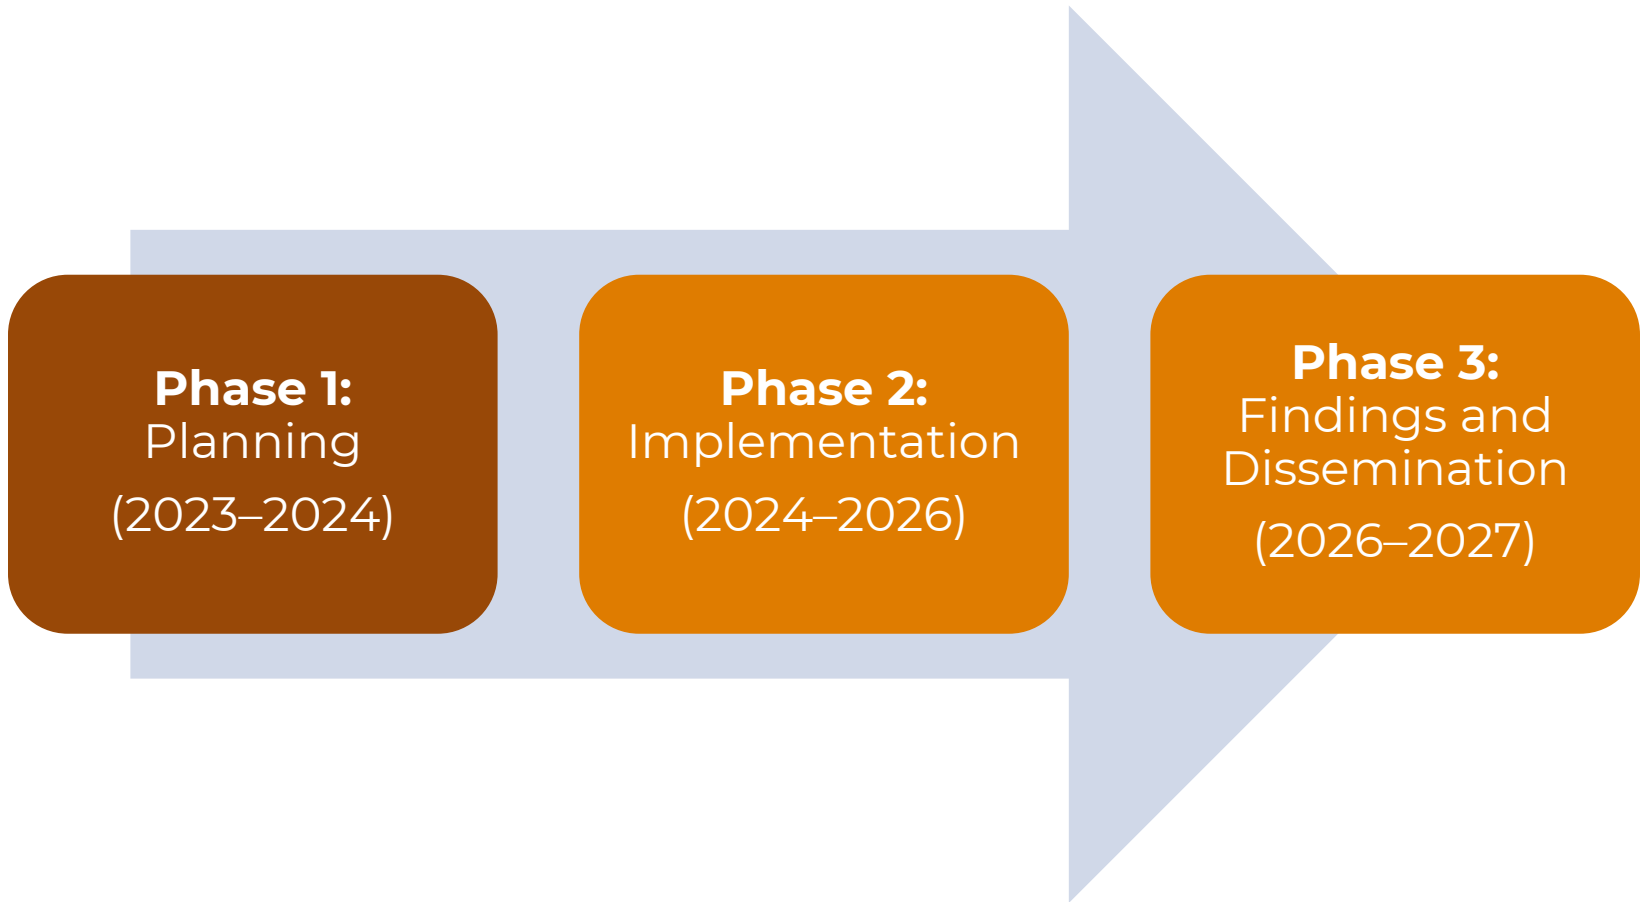 Phase 1:
Planning
(2023–2024)
Phase 2:
Implementation
(2024–2026)
Phase 3:
Findings and
Dissemination
(2026–2027)